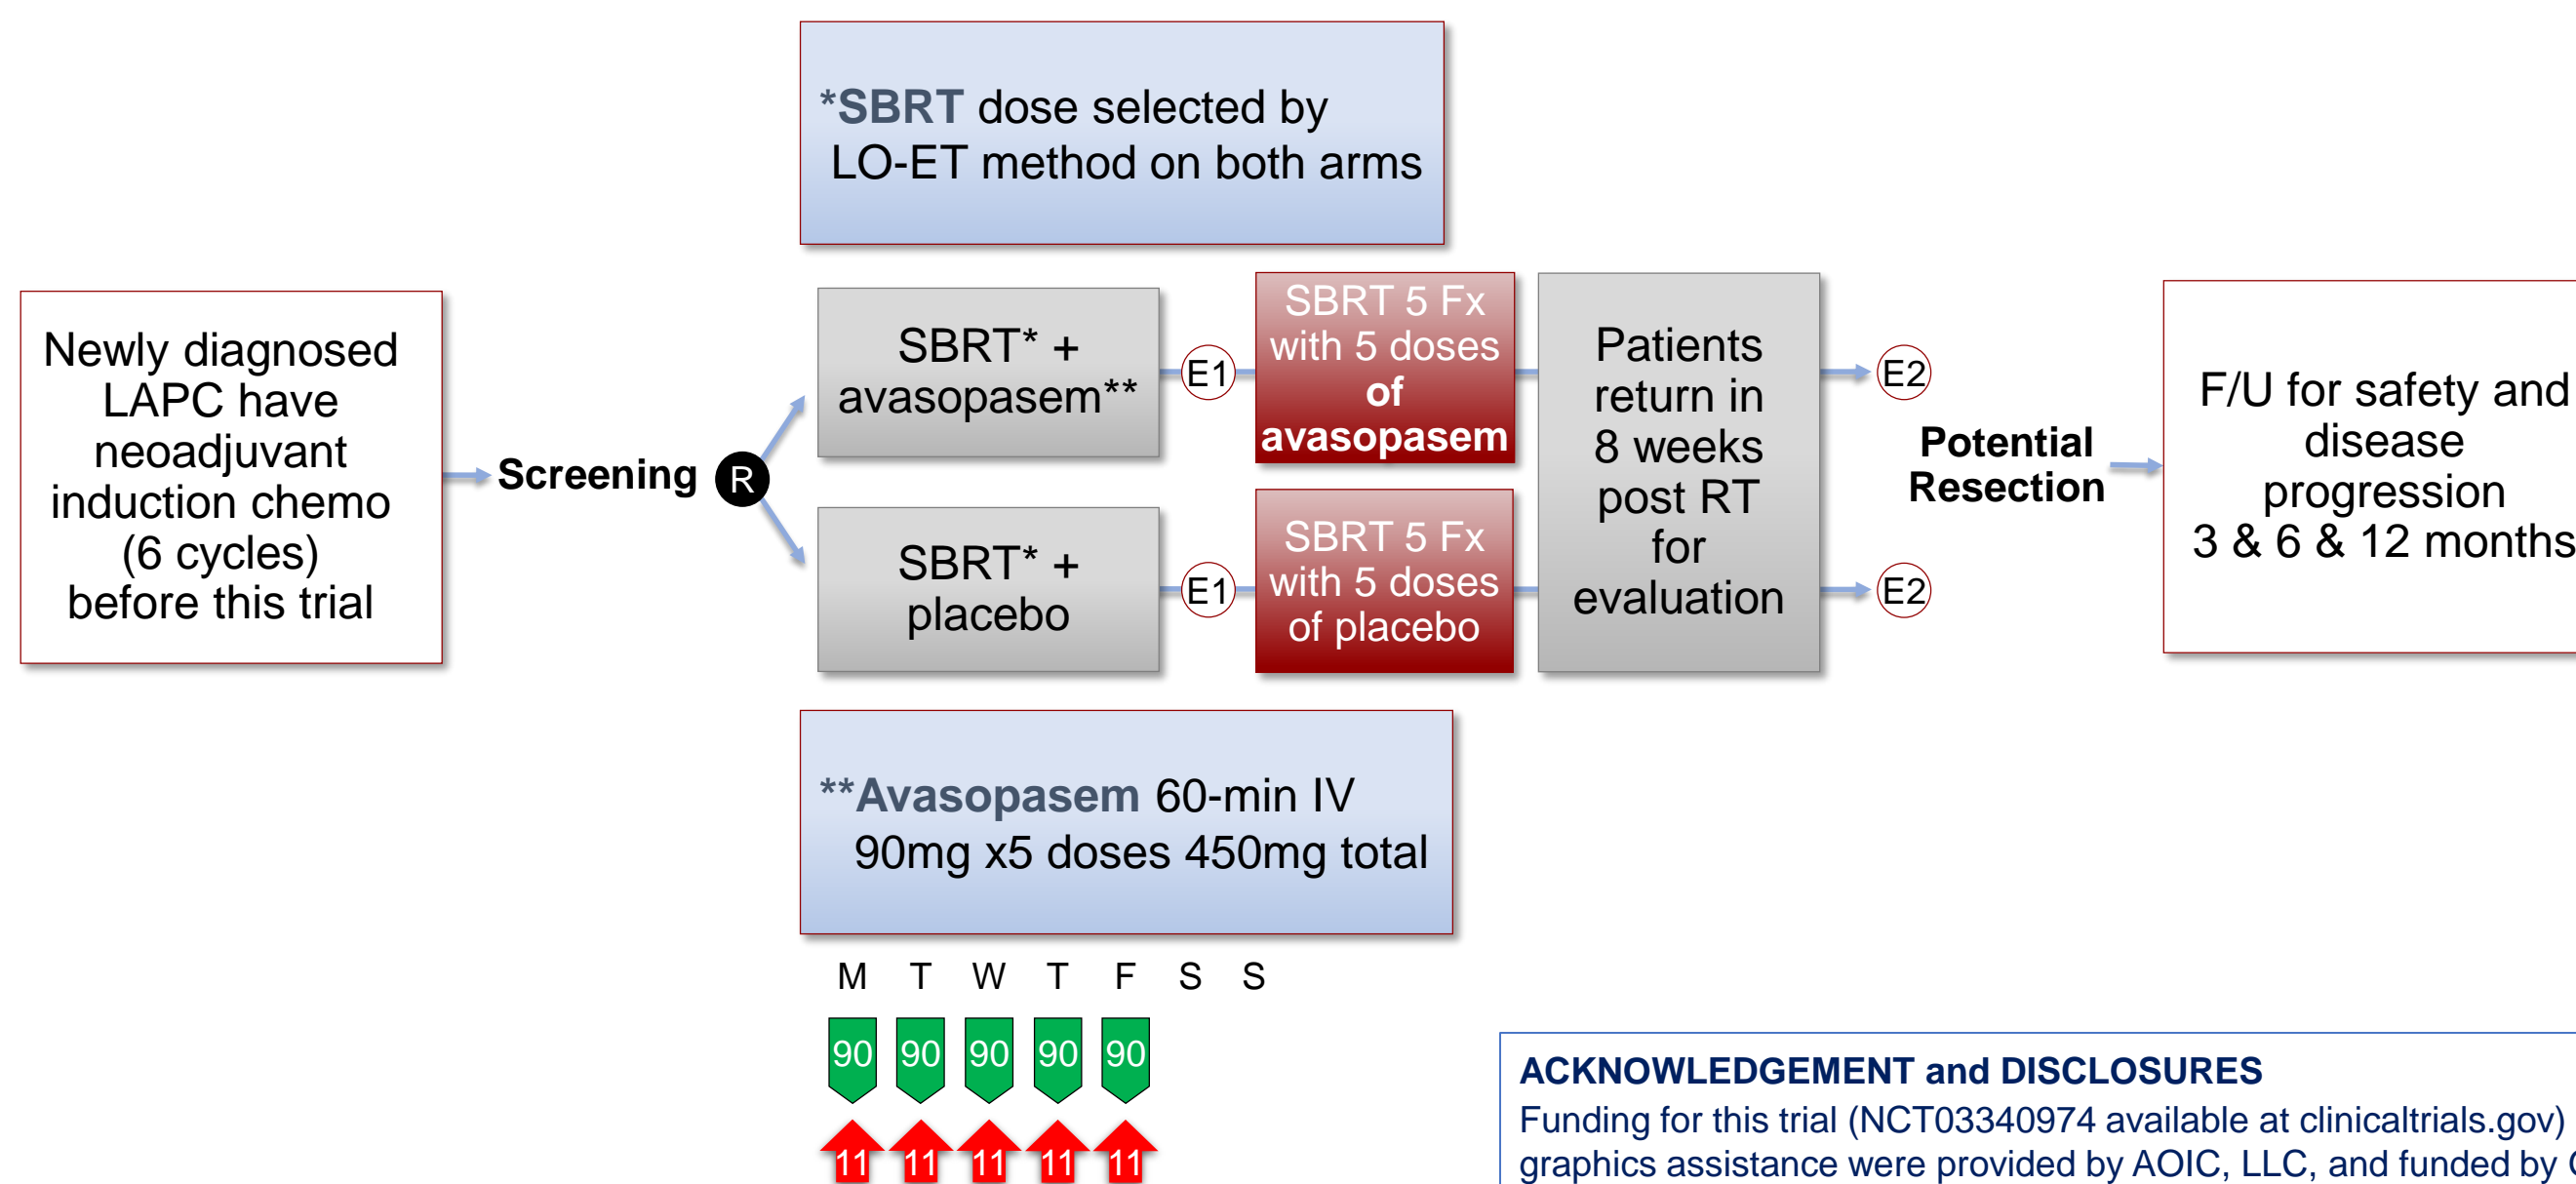 *SBRT dose selected by
LO-ET method on both arms
Newly diagnosed
LAPC have
neoadjuvant
induction chemo
(6 cycles)
before this trial
Screening
R
SBRT* +
avasopasem**
E1
SBRT 5 Fx
with 5 doses
of
avasopasem
SBRT* +
placebo
E1
SBRT 5 Fx
with 5 doses
of placebo
Patients
return in
8 weeks
post RT
for
evaluation
E2
E2
Potential
Resection
F/U for safety and
disease
progression
3 & 6 & 12 months
**Avasopasem 60-min IV
90mg x5 doses 450mg total
M T W T F S S
90 90 90 90 90
11 11 11 11 11
ACKNOWLEDGEMENT and DISCLOSURES
Funding for this trial (NCT03340974 available at clinicaltrials.gov)
graphics assistance were provided by AOIC, LLC, and funded by